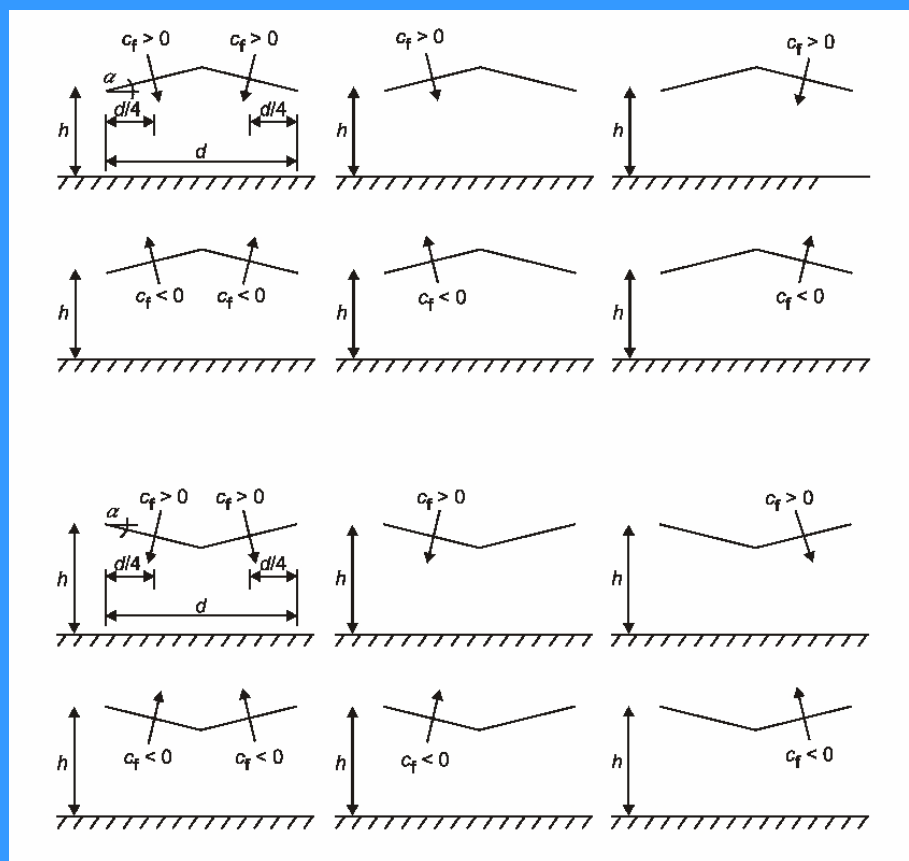 c_f > 0 c_f > 0
α
d/4 d/4
h
d
c_f > 0
h
c_f > 0
h
h
c_f < 0 c_f < 0
h
c_f < 0
h
c_f < 0
c_f > 0 c_f > 0
α
d/4 d/4
h
d
c_f > 0
h
c_f > 0
h
h
c_f < 0 c_f < 0
h
c_f < 0
h
c_f < 0